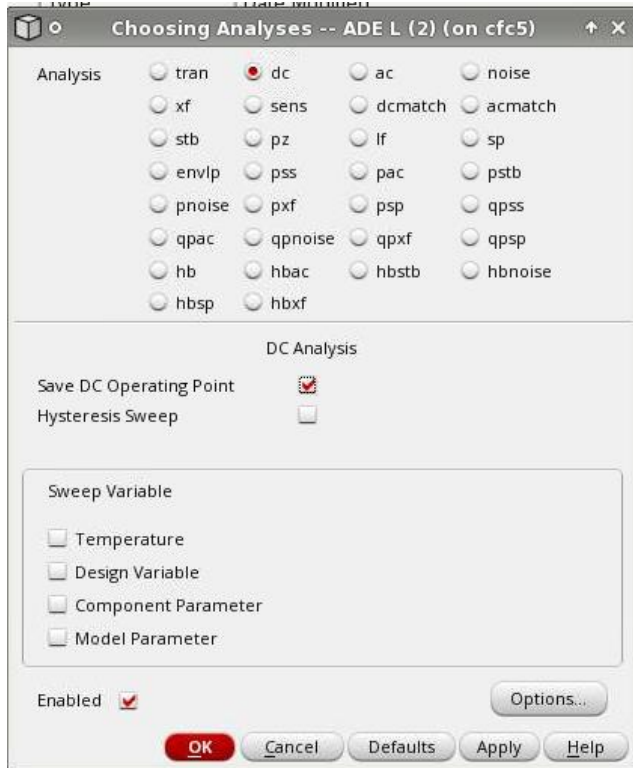 Choosing Analyses -- ADE L (2) (on cfc5)
Analysis tran dc ac noise
xf sens dcmatch acmatch
stb pz lf sp
envlp pss pac pstb
pnoise pxf psp qpss
qpac qpnoise qpxf qpsp
hb hbac hbstb hbnoise
hbsp hbxf
DC Analysis
Save DC Operating Point
Hysteresis Sweep
Sweep Variable
Temperature
Design Variable
Component Parameter
Model Parameter
Enabled Options...
OK Cancel Defaults Apply Help